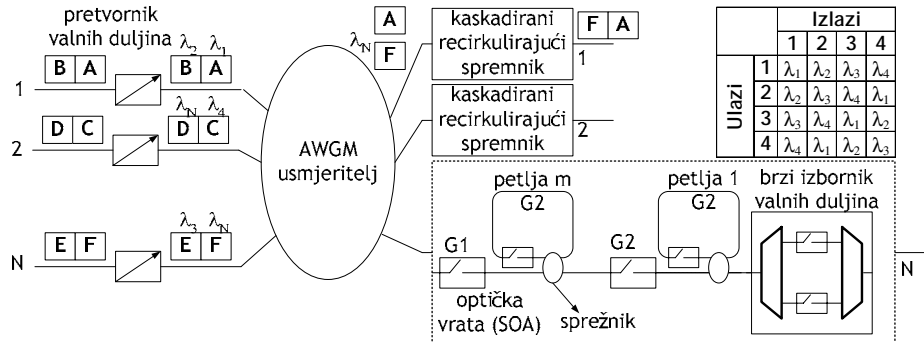 pretvornik
valnih duljina
λ₂ λ₁
1 B A B A
λN λ₄
2 D C D C
λ₃ λN
N E F E F
AWGM
usmjeritelj
A
λN F
kaskadirani
recirkulirajući
spremnik
F A
1
kaskadirani
recirkulirajući
spremnik
2
Izlazi
1 2 3 4
Ulazi
1 λ₁ λ₂ λ₃ λ₄
2 λ₂ λ₃ λ₄ λ₁
3 λ₃ λ₄ λ₁ λ₂
4 λ₄ λ₁ λ₂ λ₃
petlja m
G2
petlja 1
G2
brzi izbornik
valnih duljina
G1
G2
N
optička
vrata (SOA)
sprežnik